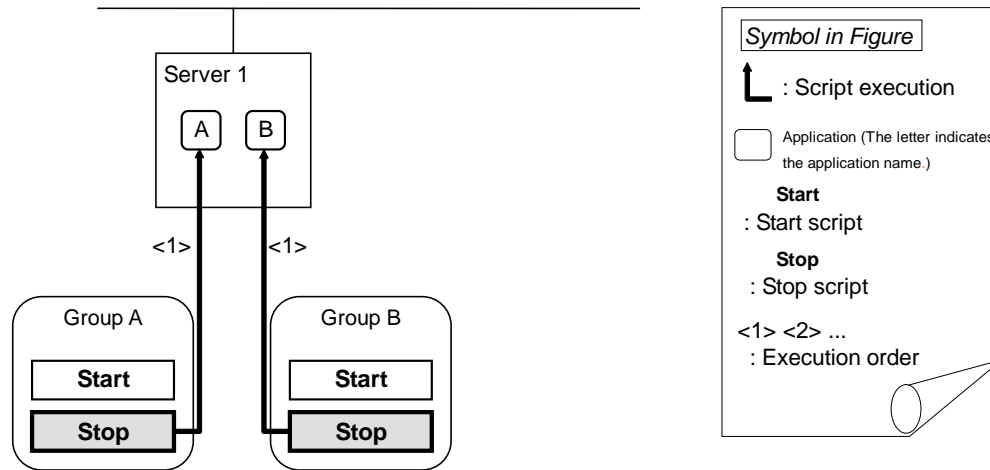 Server 1
A
B
<1>
<1>
Group A
Start
Stop
Group B
Start
Stop
Symbol in Figure
: Script execution
Application (The letter indicates
the application name.)
Start
: Start script
Stop
: Stop script
<1> <2> ...
: Execution order